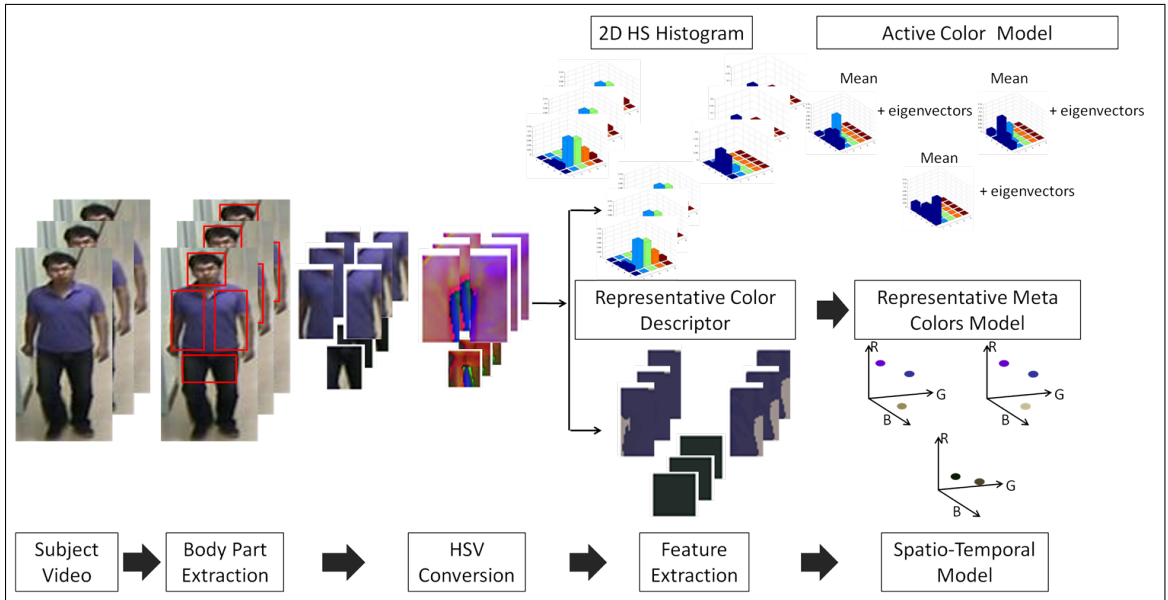 2D HS Histogram
Active Color Model
Mean
+ eigenvectors
Mean
+ eigenvectors
Mean
+ eigenvectors
Representative Color
Descriptor
Representative Meta
Colors Model
R
G
B
R
G
B
R
G
B
Subject
Video
Body Part
Extraction
HSV
Conversion
Feature
Extraction
Spatio-Temporal
Model